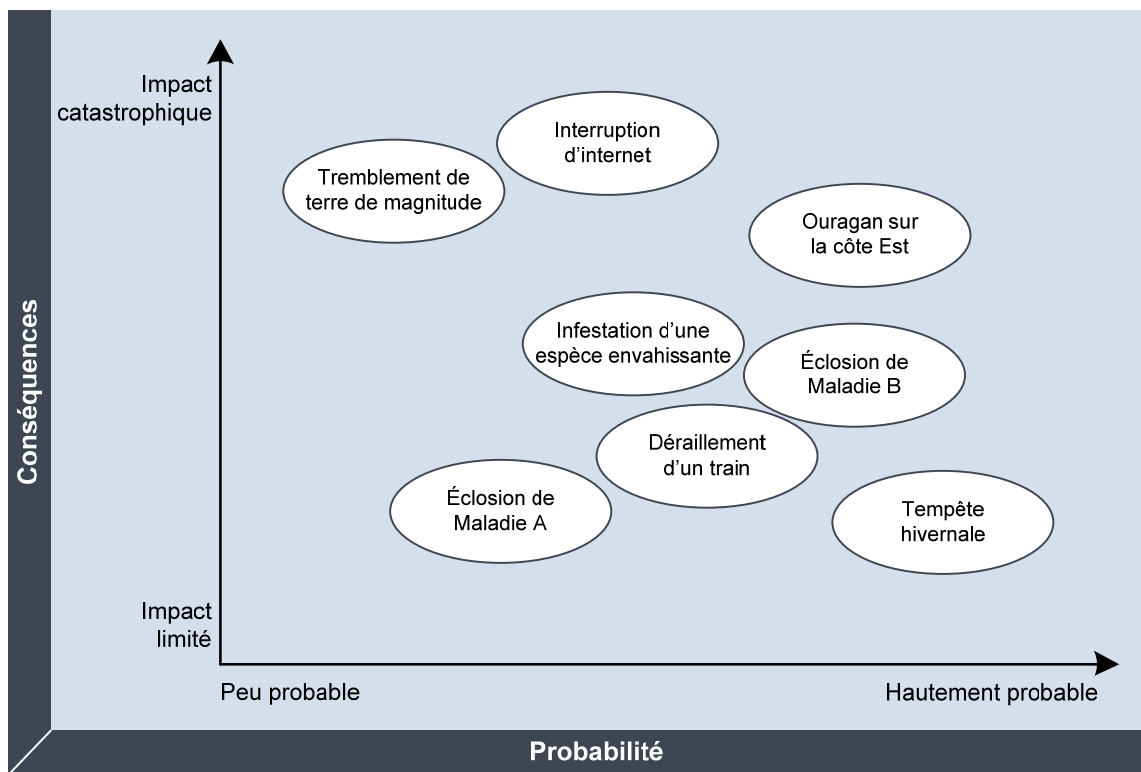 Impact
catastrophique
Interruption
d’internet
Tremblement de
terre de magnitude
Ouragan sur
la côte Est
Infestation d’une
espèce envahissante
Éclosion de
Maladie B
Déraillement
d’un train
Éclosion de
Maladie A
Tempête
hivernale
Conséquences
Impact
limité
Peu probable
Hautement probable
Probabilité